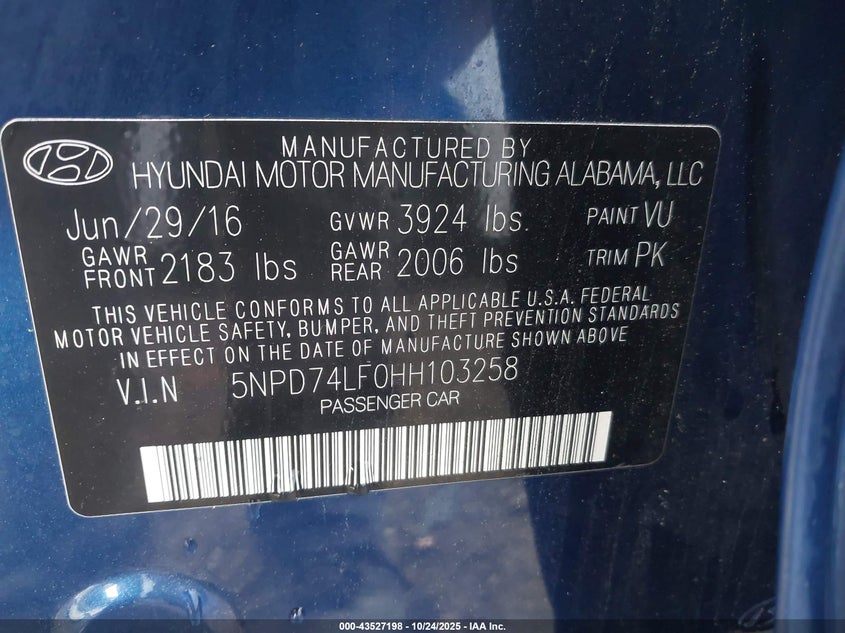 MANUFACTURED BY
HYUNDAI MOTOR MANUFACTURING ALABAMA, LLC
Jun/29/16 GVWR 3924 lbs. PAINT VU
GAWR FRONT 2183 lbs GAWR REAR 2006 lbs TRIM PK
THIS VEHICLE CONFORMS TO ALL APPLICABLE U.S.A. FEDERAL
MOTOR VEHICLE SAFETY, BUMPER, AND THEFT PREVENTION STANDARDS
IN EFFECT ON THE DATE OF MANUFACTURE SHOWN ABOVE
V.I.N 5NPD74LF0HH103258
PASSENGER CAR
000-43527198 - 10/24/2025 - IAA Inc.